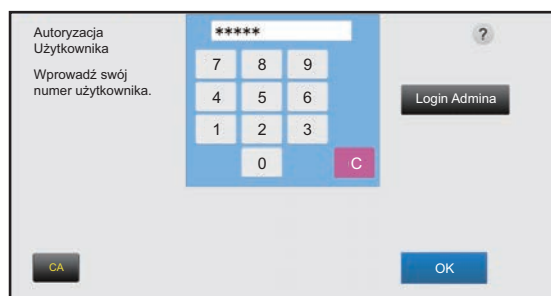 Autoryzacja
Użytkownika
Wprowadź swój
numer użytkownika.
*****
7 8 9
4 5 6
1 2 3
0 C
?
Login Admina
CA
OK